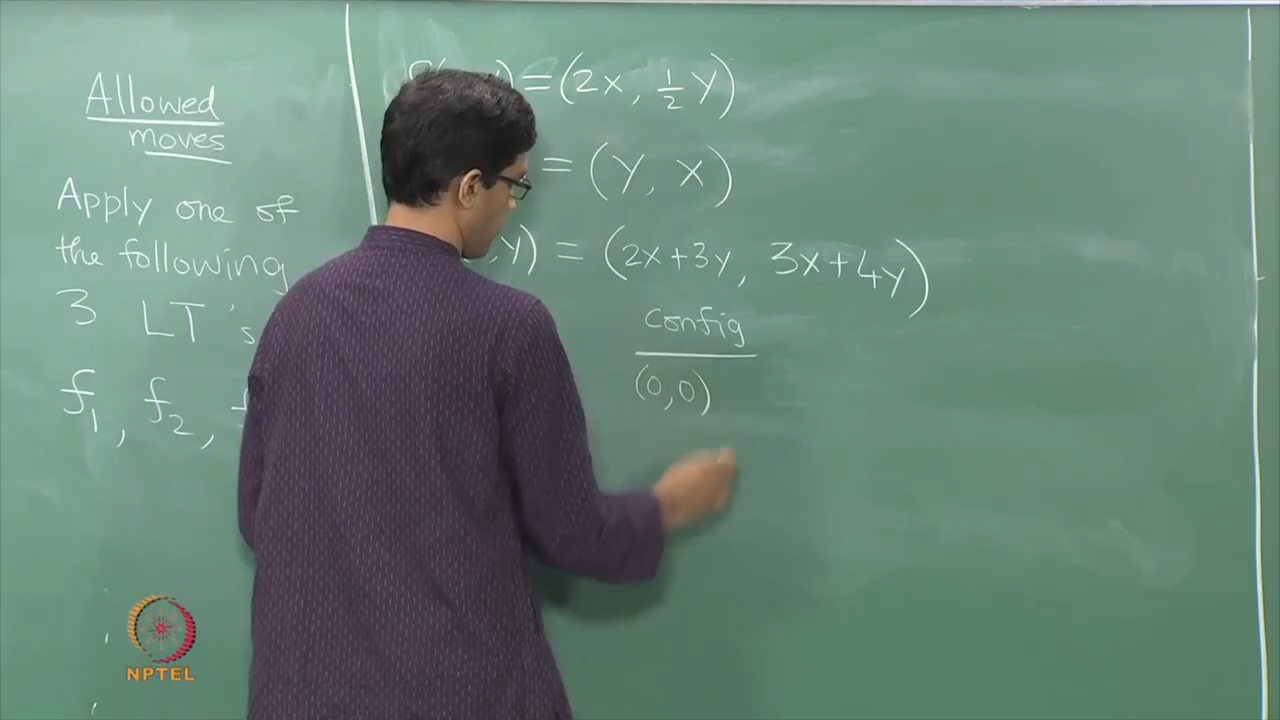 Allowed
moves
Apply one of
the following
3 LT's
f₁, f₂,
) = (2x, ½ y)
= (y, x)
,y) = (2x+3y, 3x+4y)
config
(0,0)
NPTEL